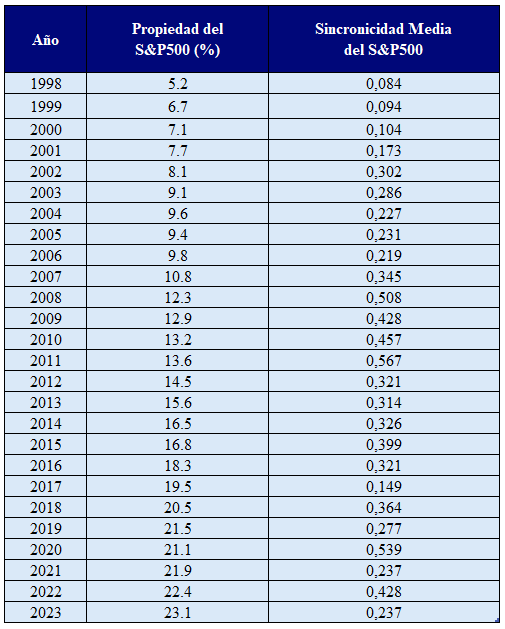 Año Propiedad del S&P500 (%) Sincronicidad Media del S&P500
1998 5.2 0,084
1999 6.7 0,094
2000 7.1 0,104
2001 7.7 0,173
2002 8.1 0,302
2003 9.1 0,286
2004 9.6 0,227
2005 9.4 0,231
2006 9.8 0,219
2007 10.8 0,345
2008 12.3 0,508
2009 12.9 0,428
2010 13.2 0,457
2011 13.6 0,567
2012 14.5 0,321
2013 15.6 0,314
2014 16.5 0,326
2015 16.8 0,399
2016 18.3 0,321
2017 19.5 0,149
2018 20.5 0,364
2019 21.5 0,277
2020 21.1 0,539
2021 21.9 0,237
2022 22.4 0,428
2023 23.1 0,237